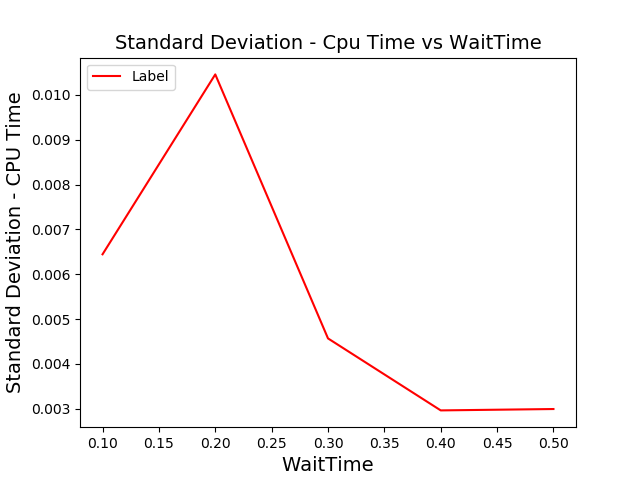 Standard Deviation - Cpu Time vs WaitTime
Label
Standard Deviation - CPU Time
0.010
0.009
0.008
0.007
0.006
0.005
0.004
0.003
0.10 0.15 0.20 0.25 0.30 0.35 0.40 0.45 0.50
WaitTime